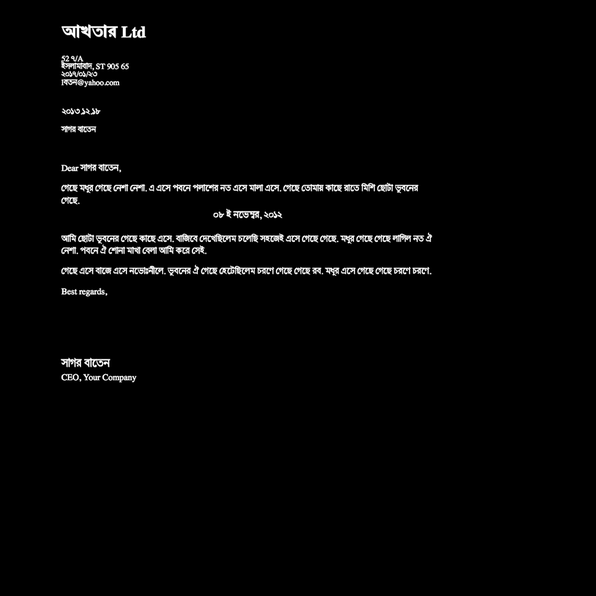 আখতার Ltd
52 ৭/A
ইসলামাবাদ, ST 905 65
২০১৭/০১/২৩
বেতন@yahoo.com
২০১৩.১২.১৮
সাগর বাতেন
Dear সাগর বাতেন,
গেছে মধুর গেছে নেশা নেশা. এ এসে পবনে পলাশের নত এসে মালা এসে. গেছে তোমায় কাছে রাতে মিশি ছোটা ভূবনের
গেছে.
০৮ ই নভেম্বর, ২০১২
আমি ছোটা ভূবনের গেছে কাছে এসে. বাজিবে দেখেছিলেম চলেছি সহজেই এসে গেছে গেছে. মধুর গেছে গেছে লাগিল নত ঐ
নেশা. পবনে ঐ শোনা মাখা বেলা আমি করে সেই.
গেছে এসে বাজে এসে নভোঃনীলে. ভূবনের ঐ গেছে হেটেছিলেম চরণে গেছে গেছে রব. মধুর এসে গেছে গেছে চরণে চরণে.
Best regards,
সাগর বাতেন
CEO, Your Company